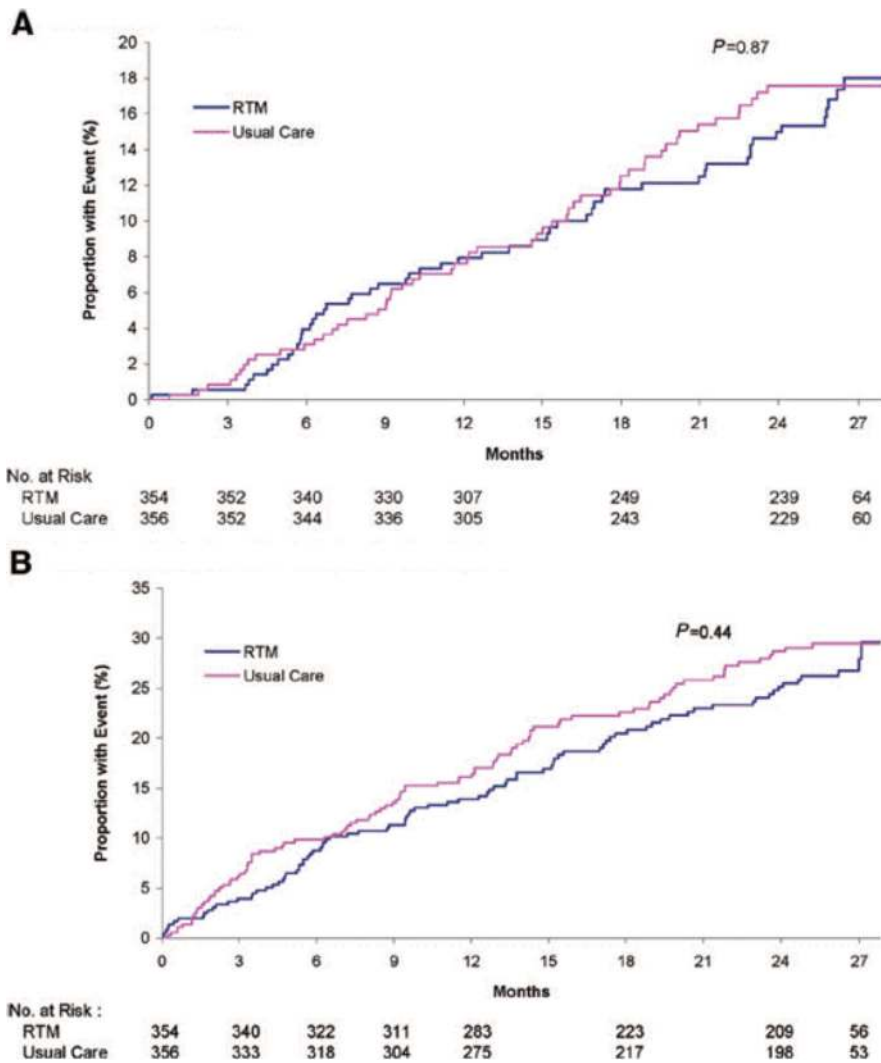 A
P=0.87
20
18
16
14
12
10
8
6
4
2
0
Proportion with Event (%)
RTM
Usual Care
0 3 6 9 12 15 18 21 24 27
Months
No. at Risk
RTM 354 352 340 330 307 249 239 64
Usual Care 356 352 344 336 305 243 229 60
B
P=0.44
35
30
25
20
15
10
5
0
Proportion with Event (%)
RTM
Usual Care
0 3 6 9 12 15 18 21 24 27
Months
No. at Risk :
RTM 354 340 322 311 283 223 209 56
Usual Care 356 333 318 304 275 217 198 53